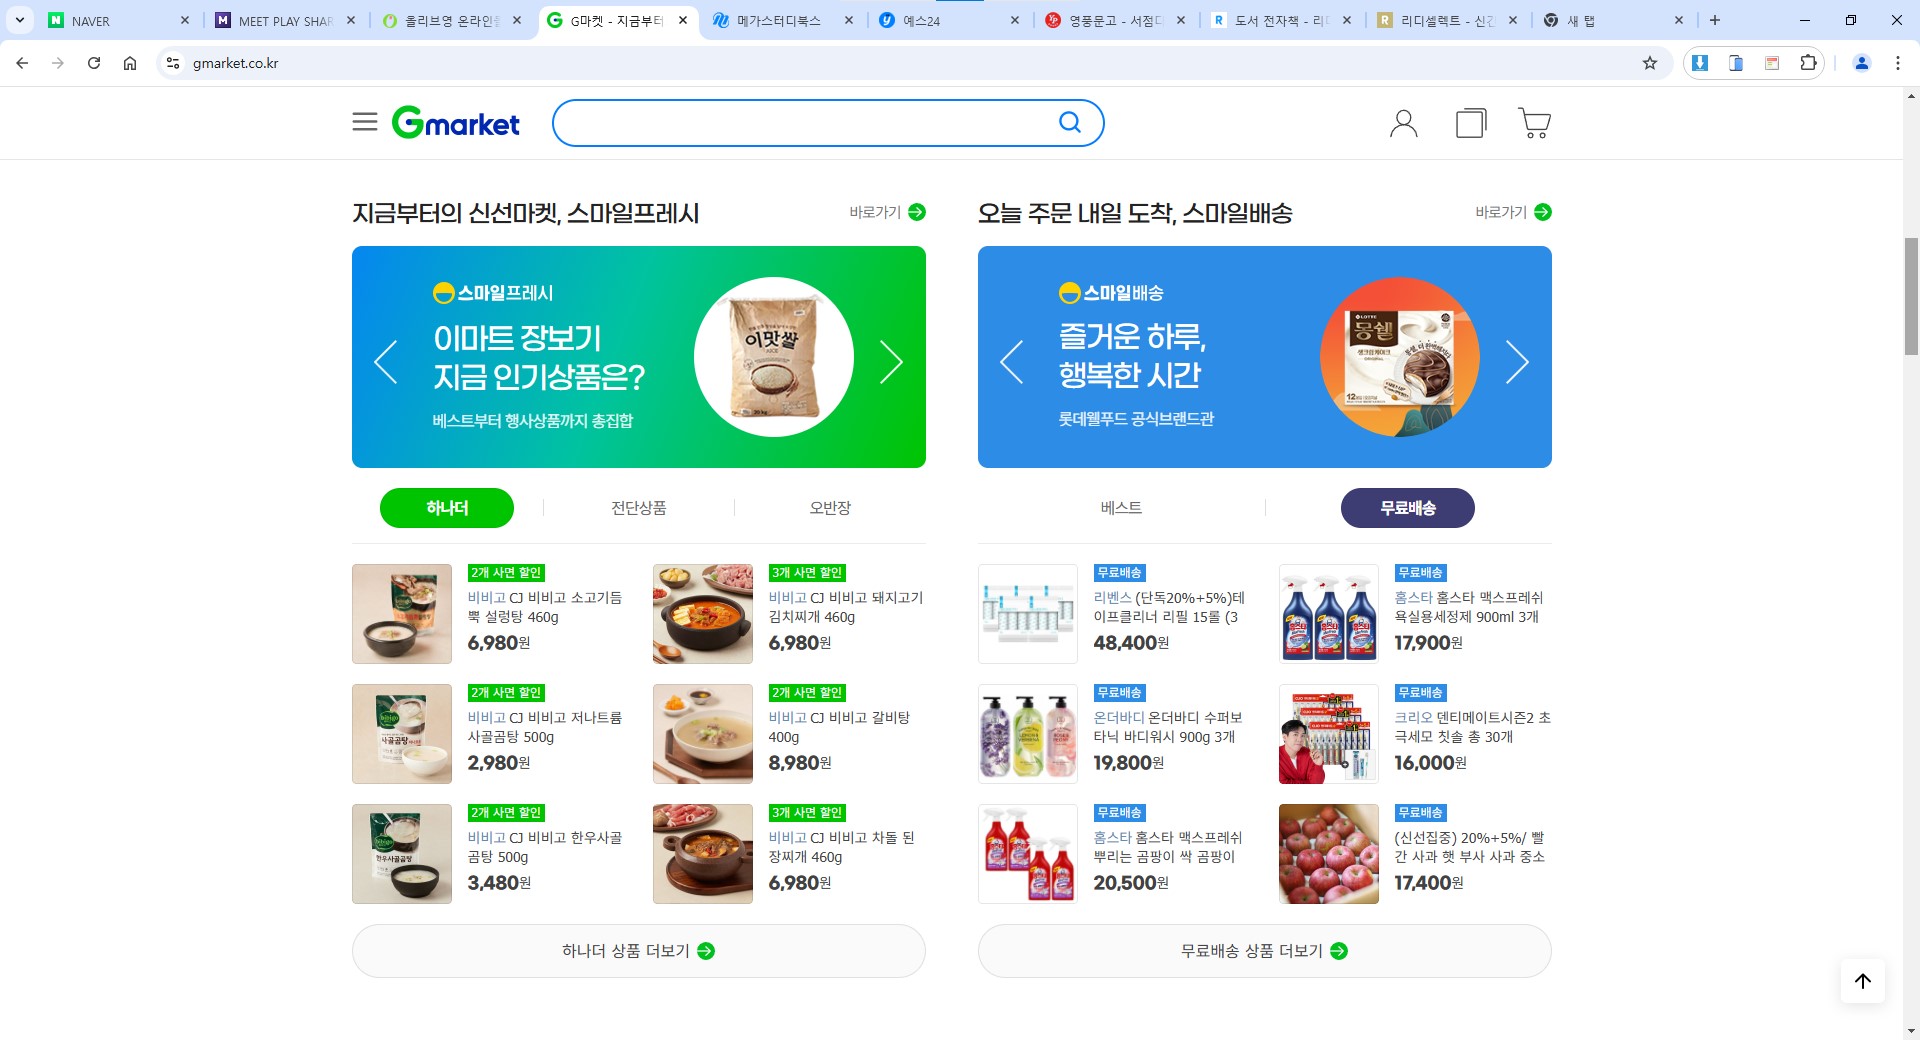 NAVER
MEET PLAY SHAR
올리브영 온라인
G마켓 - 지금부터
메가스터디북스
예스24
영풍문고 - 서점다
도서 전자책 - 리디
리디셀렉트 - 신간
새 탭
gmarket.co.kr
Gmarket
지금부터의 신선마켓, 스마일프레시
바로가기
스마일프레시
이마트 장보기
지금 인기상품은?
베스트부터 행사상품까지 총집합
이맛쌀
하나더
전단상품
오반장
2개 사면 할인
비비고 CJ 비비고 소고기듬
뿍 설렁탕 460g
6,980원
3개 사면 할인
비비고 CJ 비비고 돼지고기
김치찌개 460g
6,980원
2개 사면 할인
비비고 CJ 비비고 저나트륨
사골곰탕 500g
2,980원
2개 사면 할인
비비고 CJ 비비고 갈비탕
400g
8,980원
2개 사면 할인
비비고 CJ 비비고 한우사골
곰탕 500g
3,480원
3개 사면 할인
비비고 CJ 비비고 차돌 된
장찌개 460g
6,980원
하나더 상품 더보기
오늘 주문 내일 도착, 스마일배송
바로가기
스마일배송
즐거운 하루,
행복한 시간
롯데웰푸드 공식브랜드관
LOTTE
몽쉘
생크림케이크
베스트
무료배송
무료배송
리벤스 (단독20%+5%)테
이프클리너 리필 15롤 (3
48,400원
무료배송
홈스타 홈스타 맥스프레쉬
욕실용세정제 900ml 3개
17,900원
무료배송
온더바디 온더바디 수퍼보
타닉 바디워시 900g 3개
19,800원
무료배송
크리오 덴티메이트시즌2 초
극세모 칫솔 총 30개
16,000원
무료배송
홈스타 홈스타 맥스프레쉬
뿌리는 곰팡이 싹 곰팡이
20,500원
무료배송
(신선집중) 20%+5%/ 빨
간 사과 햇 부사 사과 중소
17,400원
무료배송 상품 더보기